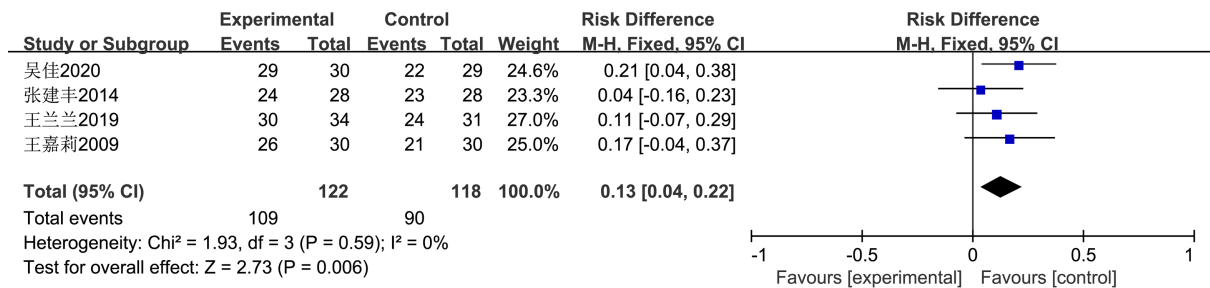 Experimental Control Risk Difference Risk Difference
Study or Subgroup Events Total Events Total Weight M-H, Fixed, 95% CI M-H, Fixed, 95% CI
吴佳2020 29 30 22 29 24.6% 0.21 [0.04, 0.38]
张建丰2014 24 28 23 28 23.3% 0.04 [-0.16, 0.23]
王兰兰2019 30 34 24 31 27.0% 0.11 [-0.07, 0.29]
王嘉莉2009 26 30 21 30 25.0% 0.17 [-0.04, 0.37]
Total (95% CI) 122 118 100.0% 0.13 [0.04, 0.22]
Total events 109 90
Heterogeneity: Chi² = 1.93, df = 3 (P = 0.59); I² = 0%
Test for overall effect: Z = 2.73 (P = 0.006)
-1 -0.5 0 0.5 1
Favours [experimental] Favours [control]